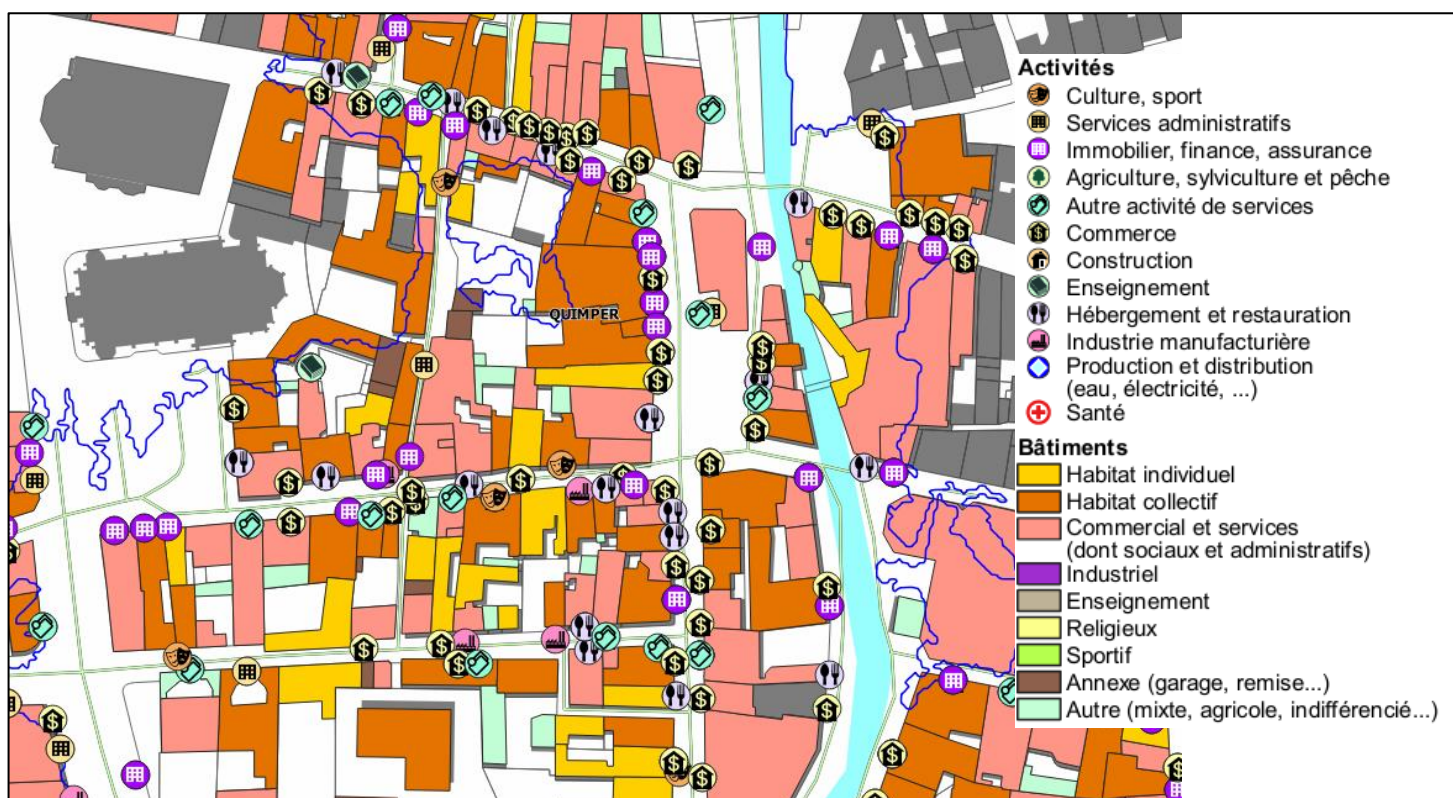 QUIMPER
Activités
Culture, sport
Services administratifs
Immobilier, finance, assurance
Agriculture, sylviculture et pêche
Autre activité de services
Commerce
Construction
Enseignement
Hébergement et restauration
Industrie manufacturière
Production et distribution
(eau, électricité, ...)
Santé
Bâtiments
Habitat individuel
Habitat collectif
Commercial et services
(dont sociaux et administratifs)
Industriel
Enseignement
Religieux
Sportif
Annexe (garage, remise...)
Autre (mixte, agricole, indifférencié...)